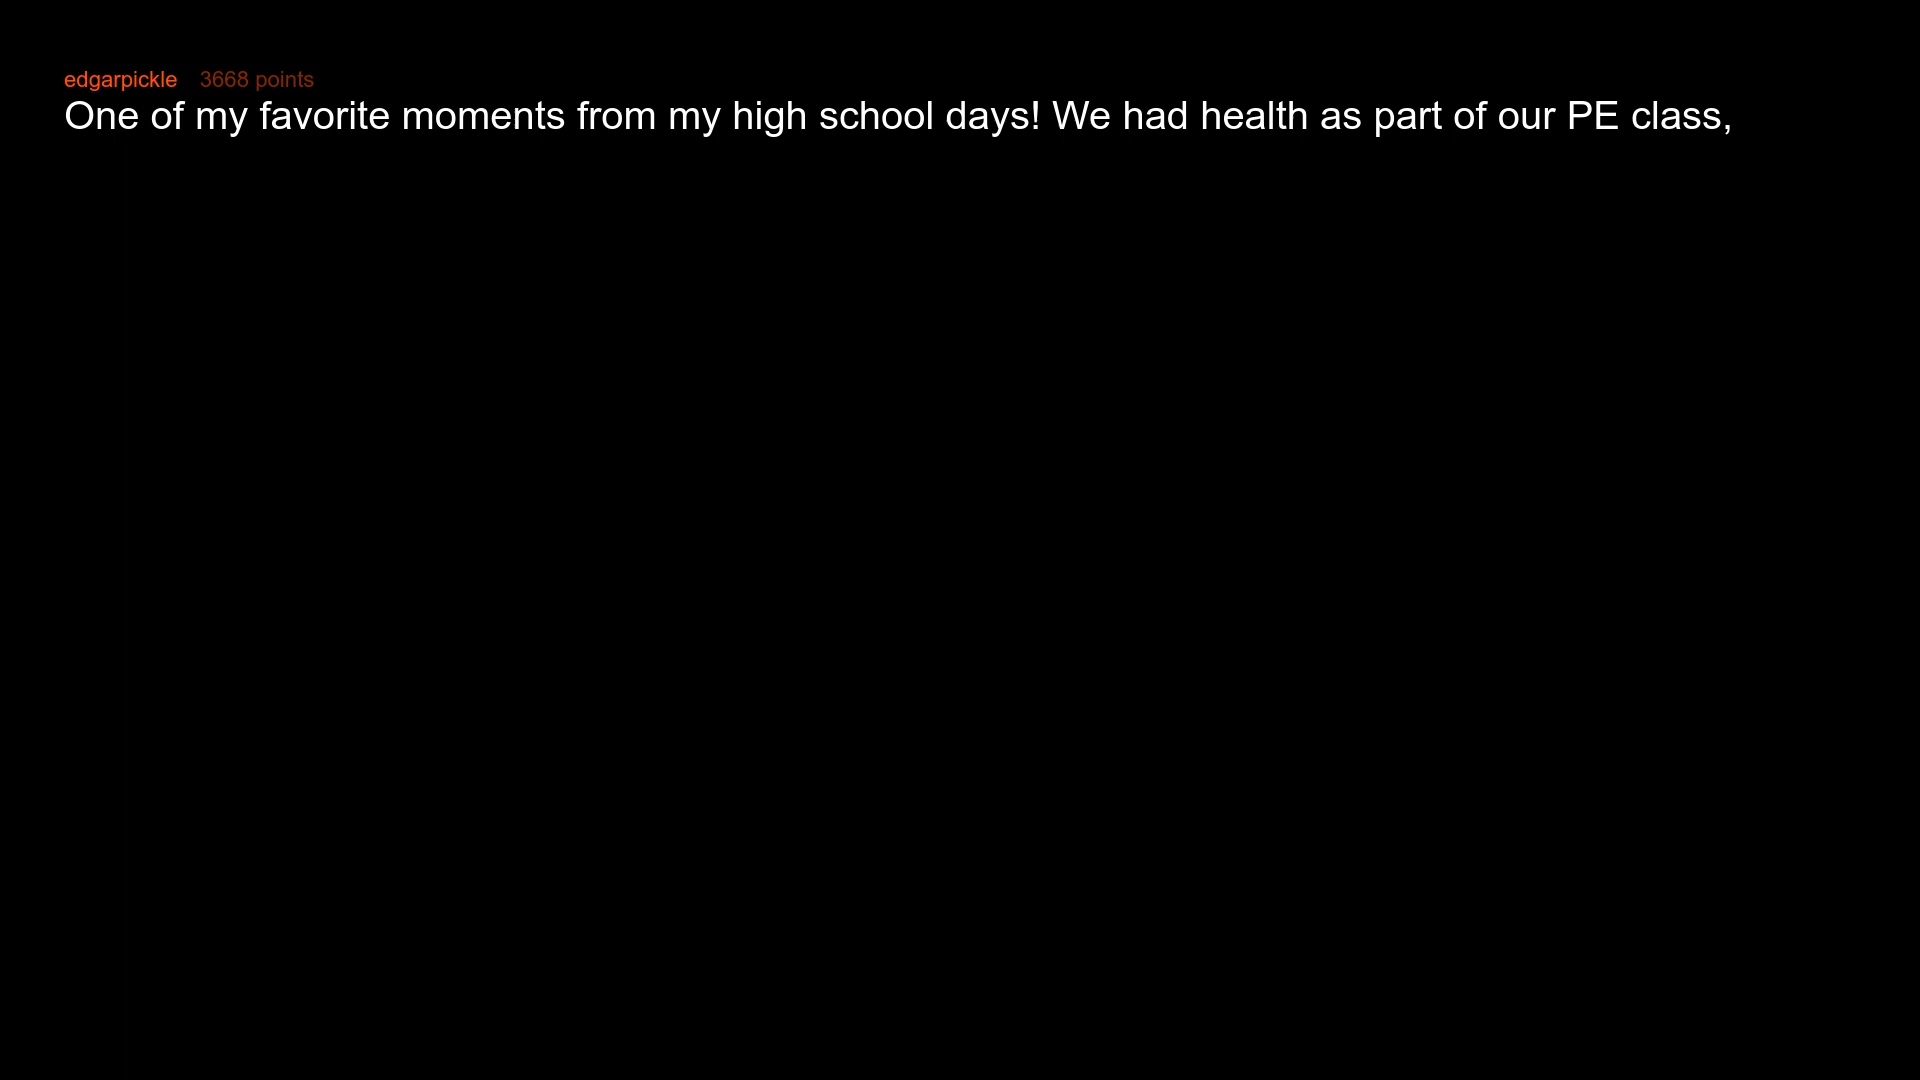 edgarpickle 3668 points
One of my favorite moments from my high school days! We had health as part of our PE class,